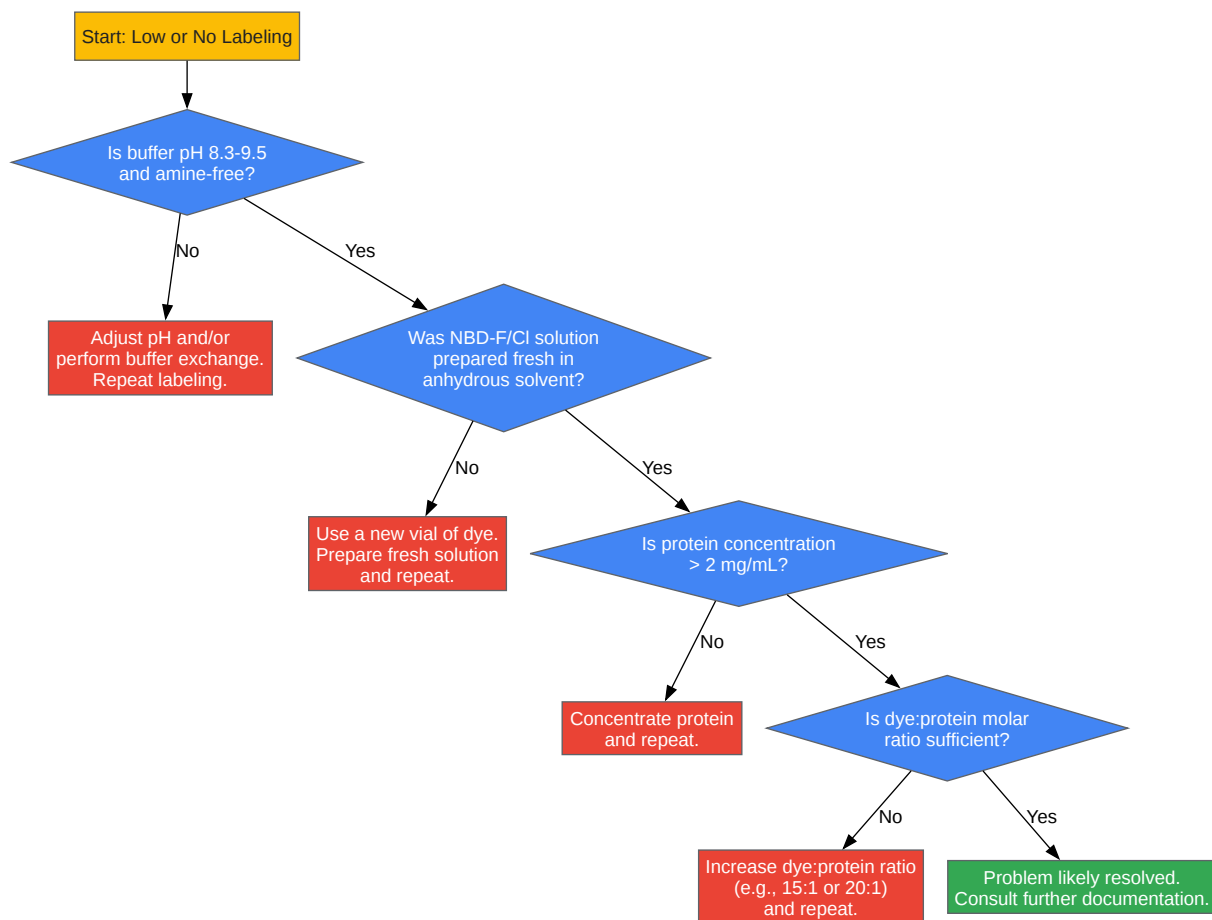 Start: Low or No Labeling
Is buffer pH 8.3-9.5
and amine-free?
No
Yes
Adjust pH and/or
perform buffer exchange.
Repeat labeling.
Was NBD-F/Cl solution
prepared fresh in
anhydrous solvent?
No
Yes
Use a new vial of dye.
Prepare fresh solution
and repeat.
Is protein concentration
> 2 mg/mL?
No
Yes
Concentrate protein
and repeat.
Is dye:protein molar
ratio sufficient?
No
Yes
Increase dye:protein ratio
(e.g., 15:1 or 20:1)
and repeat.
Problem likely resolved.
Consult further documentation.